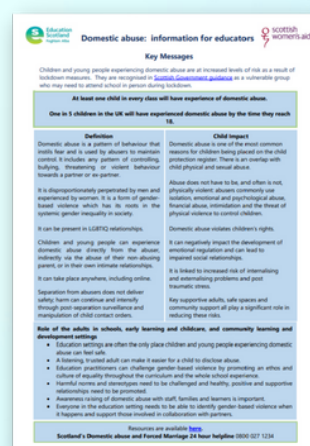 Education
Scotland
Foghlam Alba
Domestic abuse: information for educators
scottish
women's aid
Key Messages
Children and young people experiencing domestic abuse are at increased levels of risk as a result of
lockdown measures. They are recognised in Scottish Government guidance as a vulnerable group
who may need to attend school in person during lockdown.
At least one child in every class will have experience of domestic abuse.
One in 5 children in the UK will have experienced domestic abuse by the time they reach
18.
Definition
Domestic abuse is a pattern of behaviour that
instils fear and is used by abusers to maintain
control. It includes any pattern of controlling,
bullying, threatening or violent behaviour
towards a partner or ex-partner.
It is disproportionately perpetrated by men and
experienced by women. It is a form of gender-
based violence which has its roots in the
systemic gender inequality in society.
It can be present in LGBTIQ relationships.
Children and young people can experience
domestic abuse directly from the abuser,
indirectly via the abuse of their non-abusing
parent, or in their own intimate relationships.
It can take place anywhere, including online.
Separation from abusers does not deliver
safety; harm can continue and intensify
through post-separation surveillance and
manipulation of child contact orders.
Child Impact
Domestic abuse is one of the most common
reasons for children being placed on the child
protection register. There is an overlap with
child physical and sexual abuse.
Abuse does not have to be, and often is not,
physically violent: abusers commonly use
isolation, emotional and psychological abuse,
financial abuse, intimidation and the threat of
physical violence to control children.
Domestic abuse violates children's rights.
It can negatively impact the development of
emotional regulation and can lead to
impaired social relationships.
It is linked to increased risk of internalising
and externalising problems and post
traumatic stress.
Key supportive adults, safe spaces and
community support all play a significant role in
reducing these risks.
Role of the adults in schools, early learning and childcare, and community learning and
development settings
• Education settings are often the only place children and young people experiencing domestic
abuse can feel safe.
• A listening, trusted adult can make it easier for a child to disclose abuse.
• Education practitioners can challenge gender-based violence by promoting an ethos and
culture of equality throughout the curriculum and the whole school experience.
• Harmful norms and stereotypes need to be challenged and healthy, positive and supportive
relationships need to be promoted.
• Awareness raising of domestic abuse with staff, families and learners is important.
• Everyone in the education setting needs to be able to identify gender-based violence when
it happens and support those involved in collaboration with partners.
Resources are available here.
Scotland's Domestic abuse and Forced Marriage 24 hour helpline 0800 027 1234